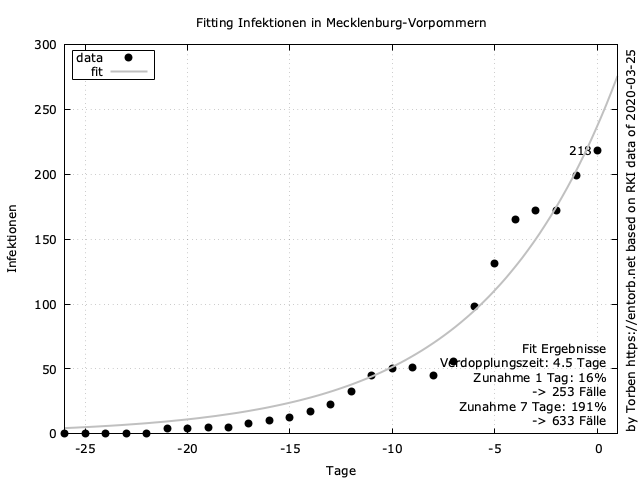 Fitting Infektionen in Mecklenburg-Vorpommern
300
250
200
150
100
50
0
Infektionen
data
fit
218
Fit Ergebnisse
Verdopplungszeit: 4.5 Tage
Zunahme 1 Tag: 16%
-> 253 Fälle
Zunahme 7 Tage: 191%
-> 633 Fälle
-25 -20 -15 -10 -5 0
Tage
by Torben https://entorb.net based on RKI data of 2020-03-25